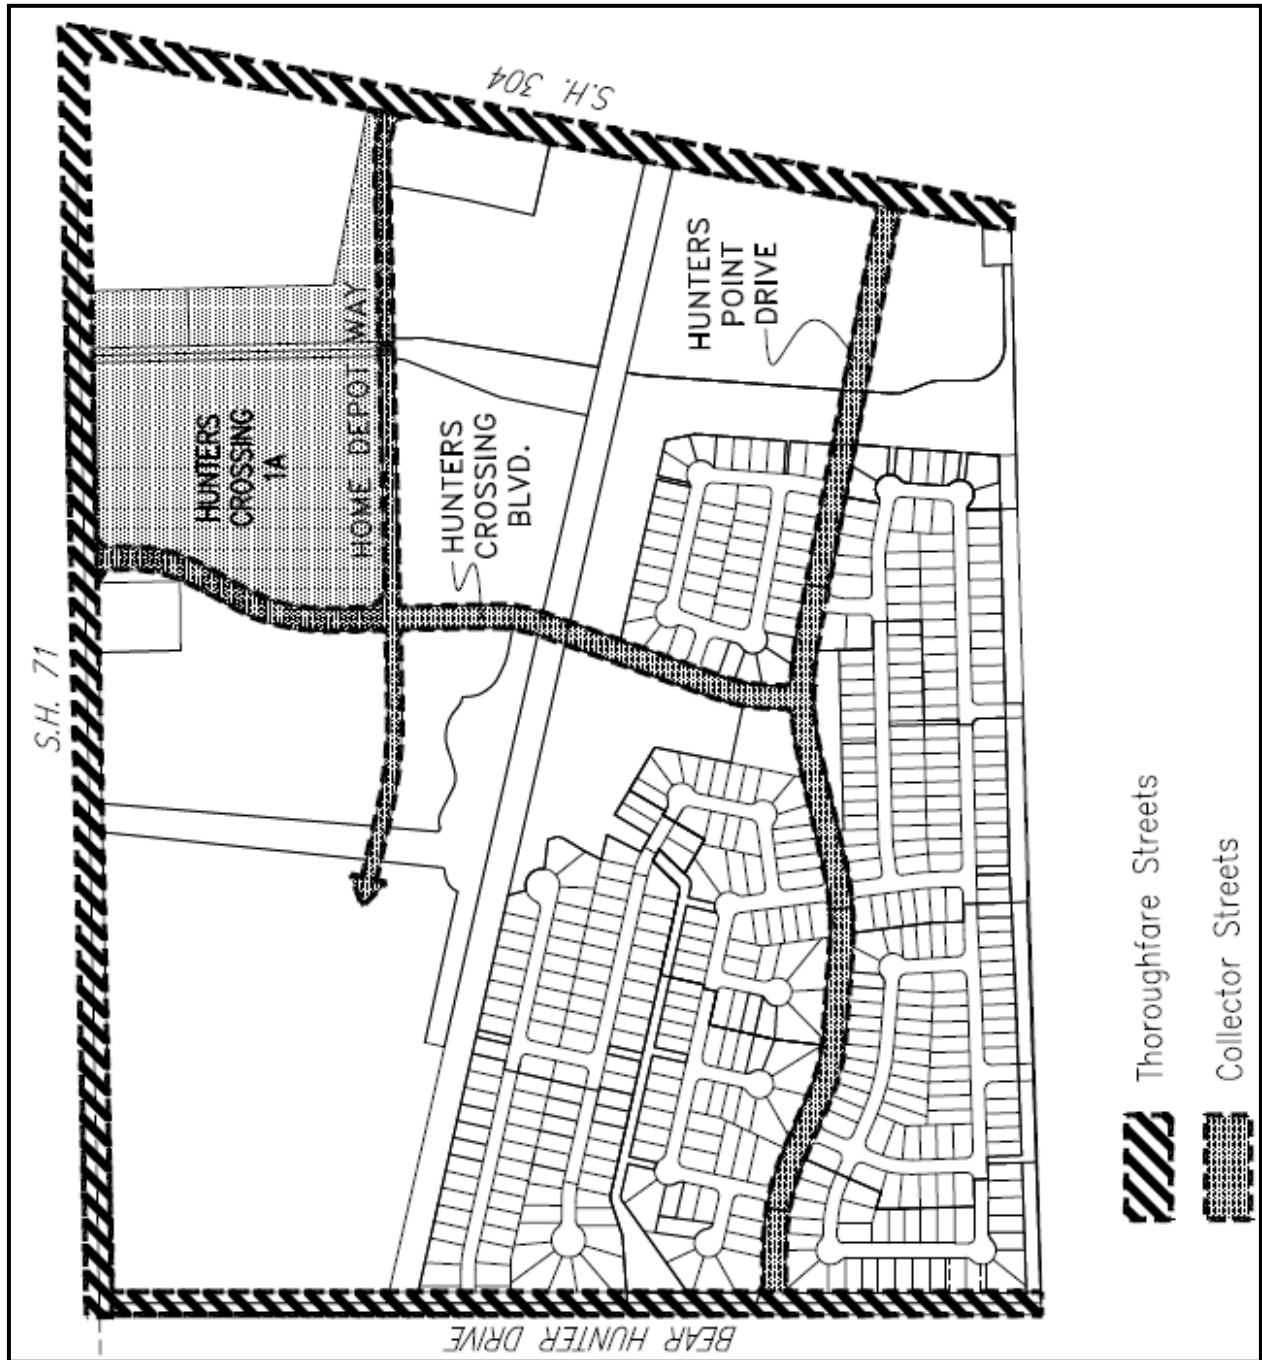 S.H. 71
S.H. 304
HUNTERS
CROSSING
1A
HOME DEPOT WAY
HUNTERS
CROSSING
BLVD.
HUNTERS
POINT
DRIVE
BEAR HUNTER DRIVE
Thoroughfare Streets
Collector Streets